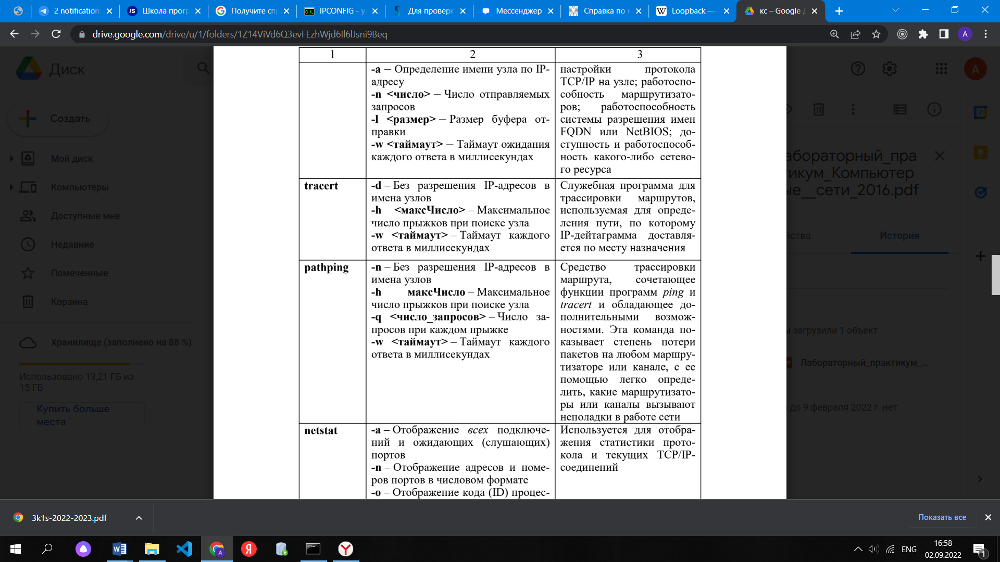 2 notification
Школа прогр
Получите сп
IPCONFIG - у
Для проверк
Мессенджер
Справка по к
Loopback —
кс – Google Д
drive.google.com/drive/u/1/folders/1Z14ViVd6Q3evFEzhWjd6Il6lJsni9Beq
Диск
Создать
Мой диск
Компьютеры
Доступные мне
Недавние
Помеченные
Корзина
Хранилище (заполнено на 88 %)
Использовано 13,21 ГБ из
15 ГБ
Купить больше
места
1 2 3
-a – Определение имени узла по IP-
адресу
-n <число> – Число отправляемых
запросов
-l <размер> – Размер буфера от-
правки
-w <таймаут> – Таймаут ожидания
каждого ответа в миллисекундах
настройки протокола
TCP/IP на узле; работоспо-
собность маршрутизато-
ров; работоспособность
системы разрешения имен
FQDN или NetBIOS; до-
ступность и работоспособ-
ность какого-либо сетево-
го ресурса
tracert
-d – Без разрешения IP-адресов в
имена узлов
-h <максЧисло> – Максимальное
число прыжков при поиске узла
-w <таймаут> – Таймаут каждого
ответа в миллисекундах
Служебная программа для
трассировки маршрутов,
используемая для опреде-
ления пути, по которому
IP-дейтаграмма доставля-
ется по месту назначения
pathping
-n – Без разрешения IP-адресов в
имена узлов
-h максЧисло – Максимальное
число прыжков при поиске узла
-q <число_запросов> – Число за-
просов при каждом прыжке
-w <таймаут> – Таймаут каждого
ответа в миллисекундах
Средство трассировки
маршрута, сочетающее
функции программ ping и
tracert и обладающее до-
полнительными возмож-
ностями. Эта команда по-
казывает степень потери
пакетов на любом маршру-
тизаторе или канале, с ее
помощью легко опреде-
лить, какие маршрутизато-
ры или каналы вызывают
неполадки в работе сети
netstat
-a – Отображение всех подключе-
ний и ожидающих (слушающих)
портов
-n – Отображение адресов и номе-
ров портов в числовом формате
-o – Отображение кода (ID) процес-
Используется для отобра-
жения статистики прото-
кола и текущих TCP/IP-
соединений
A
A
31
абораторный_пра
тикум_Компьютер
ые__сети_2016.pdf
йства
История
ы загрузили 1 объект
Лабораторный_практикум_...
до 9 февраля 2022 г. нет
3k1s-2022-2023.pdf
Показать все
ENG
16:58
02.09.2022
1